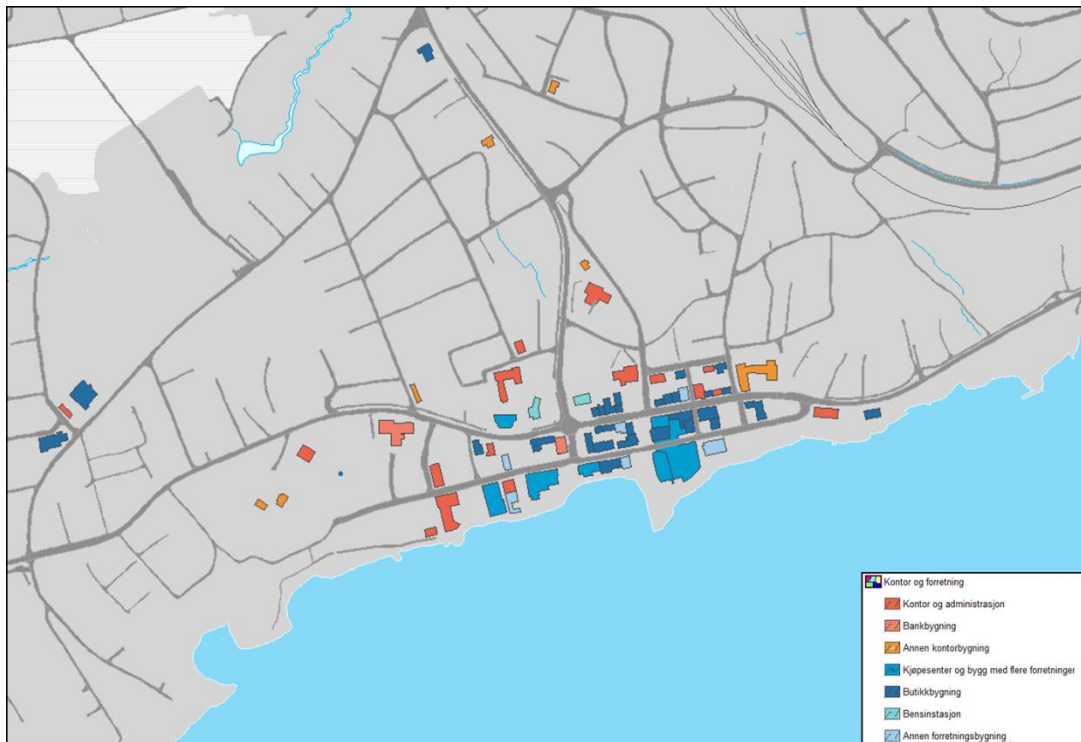 Kontor og forretning
Kontor og administrasjon
Bankbygning
Annen kontorbygning
Kjøpesenter og bygg med flere forretninger
Butikkbygning
Bensinstasjon
Annen forretningsbygning